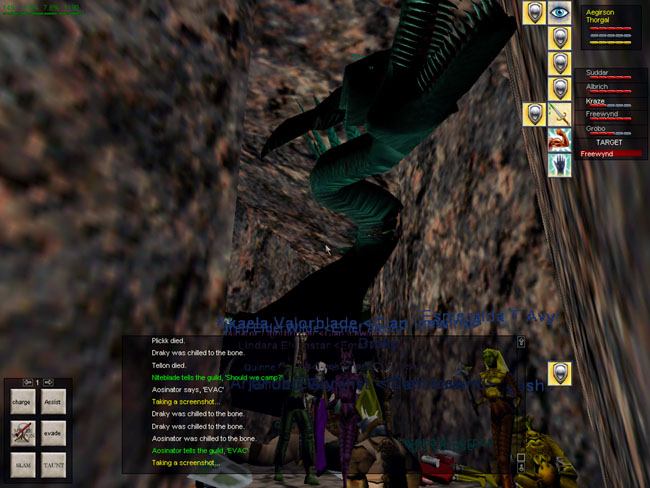 Aegirson
Thorgal
Suddar
Albrich
Kraze
Freewynd
Grobo
TARGET
Freewynd
Plickk died.
Draky was chilled to the bone.
Tellon died.
Niteblade tells the guild, 'Should we camp?'
Aosinator says, 'EVAC'
Taking a screenshot...
Draky was chilled to the bone.
Draky was chilled to the bone.
Aosinator was chilled to the bone.
Aosinator tells the guild, 'EVAC'
Taking a screenshot...
1
charge
Assist
evade
SLAM
TAUNT
Valorblade